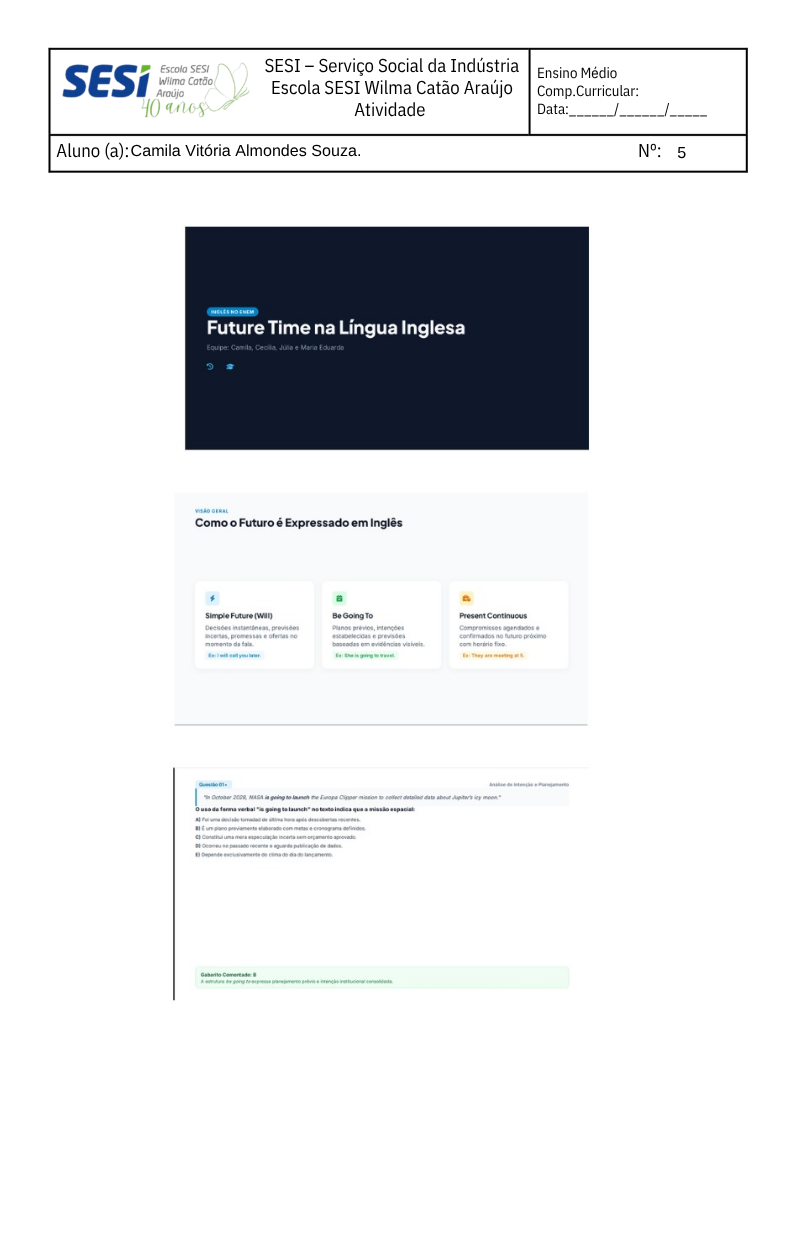 SESI
Escola SESI
Wilma Catão
Araújo
40 anos
SESI – Serviço Social da Indústria
Escola SESI Wilma Catão Araújo
Atividade
Ensino Médio
Comp.Curricular:
Data:______/______/_____
Aluno (a):Camila Vitória Almondes Souza.
Nº: 5
INGLÊS NO ENEM
Future Time na Língua Inglesa
Equipe: Camila, Cecília, Júlia e Maria Eduarda
VISÃO GERAL
Como o Futuro é Expressado em Inglês
Simple Future (Will)
Decisões instantâneas, previsões
incertas, promessas e ofertas no
momento da fala.
Ex: I will call you later.
Be Going To
Planos prévios, intenções
estabelecidas e previsões
baseadas em evidências visíveis.
Ex: She is going to travel.
Present Continuous
Compromissos agendados e
confirmados no futuro próximo
com horário fixo.
Ex: They are meeting at 5.
Questão 01
Análise de Intenção e Planejamento
"In October 2028, NASA is going to launch the Europa Clipper mission to collect detailed data about Jupiter's icy moon."
O uso da forma verbal "is going to launch" no texto indica que a missão espacial:
A) Foi uma decisão tomada de última hora após descobertas recentes.
B) É um plano previamente elaborado com metas e cronograma definidos.
C) Constitui uma mera especulação incerta sem orçamento aprovado.
D) Ocorreu no passado recente e aguarda publicação de dados.
E) Depende exclusivamente do clima do dia do lançamento.
Gabarito Comentado: B
A estrutura be going to expressa planejamento prévio e intenção institucional consolidada.